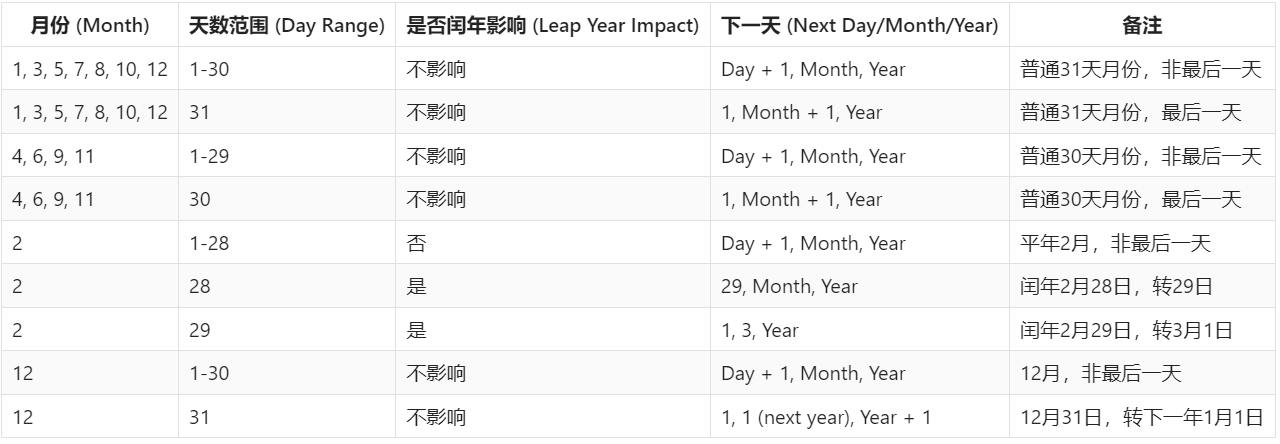 月份 (Month) 天数范围 (Day Range) 是否闰年影响 (Leap Year Impact) 下一天 (Next Day/Month/Year) 备注
1, 3, 5, 7, 8, 10, 12 1-30 不影响 Day + 1, Month, Year 普通31天月份，非最后一天
1, 3, 5, 7, 8, 10, 12 31 不影响 1, Month + 1, Year 普通31天月份，最后一天
4, 6, 9, 11 1-29 不影响 Day + 1, Month, Year 普通30天月份，非最后一天
4, 6, 9, 11 30 不影响 1, Month + 1, Year 普通30天月份，最后一天
2 1-28 否 Day + 1, Month, Year 平年2月，非最后一天
2 28 是 29, Month, Year 闰年2月28日，转29日
2 29 是 1, 3, Year 闰年2月29日，转3月1日
12 1-30 不影响 Day + 1, Month, Year 12月，非最后一天
12 31 不影响 1, 1 (next year), Year + 1 12月31日，转下一年1月1日